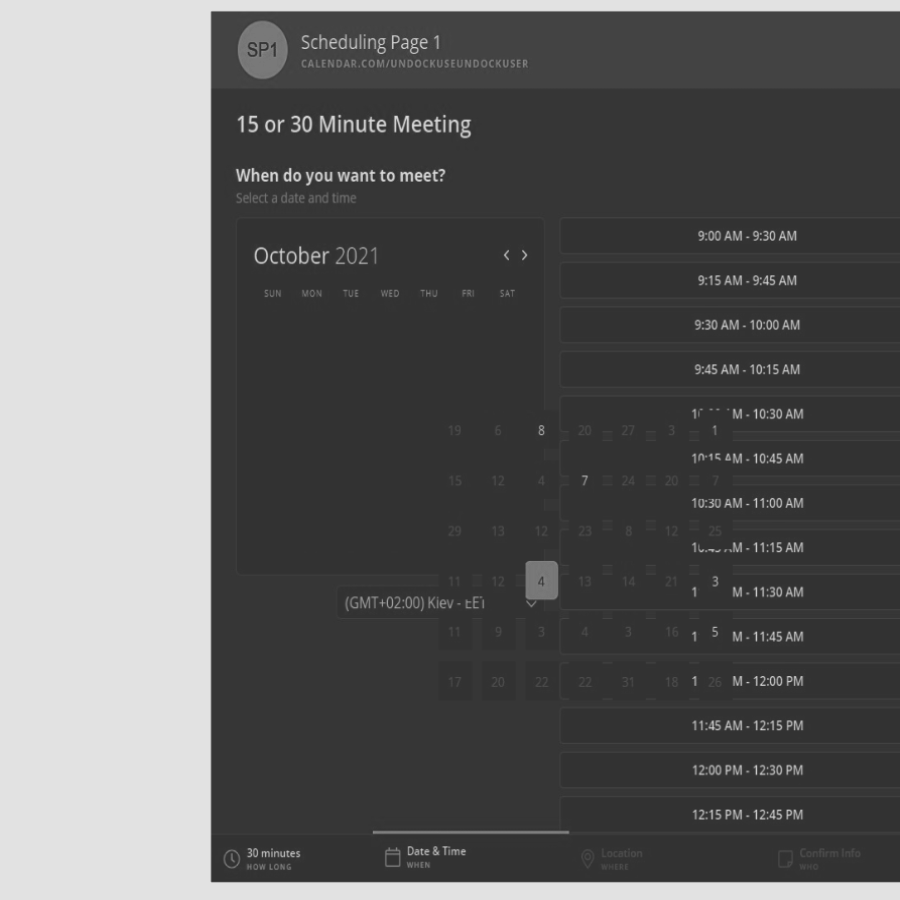 SP1
Scheduling Page 1
CALENDAR.COM/UNDOCKUSEUNDOCKUSER
15 or 30 Minute Meeting
When do you want to meet?
Select a date and time
October 2021
SUN MON TUE WED THU FRI SAT
9:00 AM - 9:30 AM
9:15 AM - 9:45 AM
9:30 AM - 10:00 AM
9:45 AM - 10:15 AM
M - 10:30 AM
19 6 8 20 27 3 1
10:15 AM - 10:45 AM
15 12 4 7 24 20 7
10:30 AM - 11:00 AM
29 13 12 23 8 12 25
M - 11:15 AM
11 12 4 13 14 21 3
M - 11:30 AM
(GMT+02:00) Kiev - EET
11 9 3 4 3 16 5
M - 11:45 AM
17 20 22 22 31 18 26
M - 12:00 PM
11:45 AM - 12:15 PM
12:00 PM - 12:30 PM
12:15 PM - 12:45 PM
30 minutes
HOW LONG
Date & Time
WHEN
Location
WHERE
Confirm Info
WHO